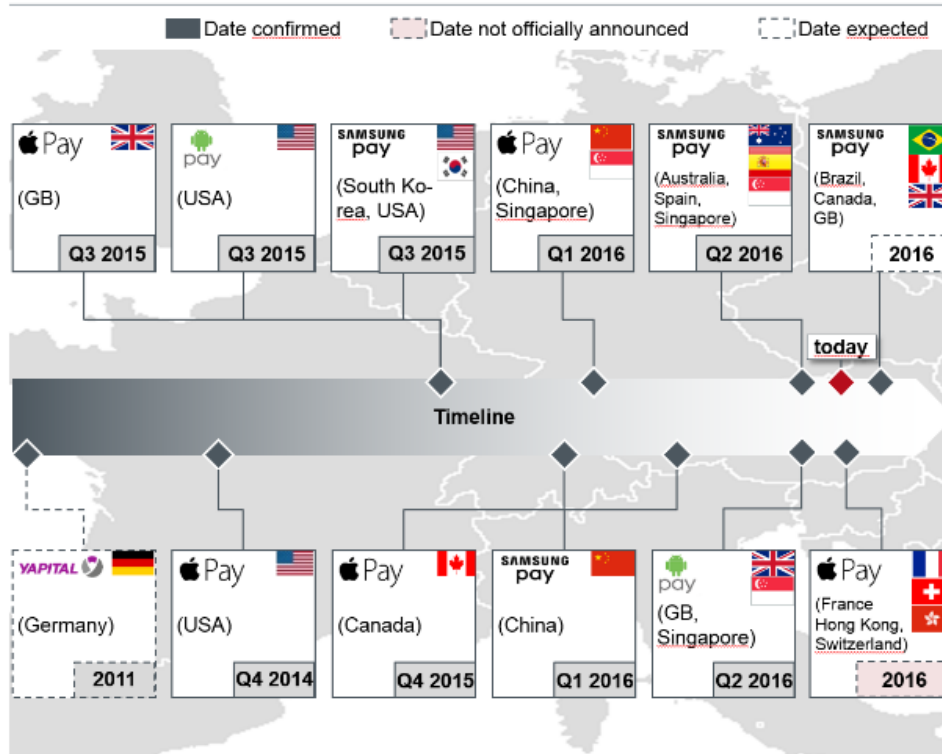 Date confirmed
Date not officially announced
Date expected
Pay
(GB)
Q3 2015
pay
(USA)
Q3 2015
SAMSUNG
pay
(South Ko-
rea, USA)
Q3 2015
Pay
(China,
Singapore)
Q1 2016
SAMSUNG
pay
(Australia,
Spain,
Singapore)
Q2 2016
SAMSUNG
pay
(Brazil,
Canada,
GB)
2016
today
Timeline
YAPITAL
(Germany)
2011
Pay
(USA)
Q4 2014
Pay
(Canada)
Q4 2015
SAMSUNG
pay
(China)
Q1 2016
pay
(GB,
Singapore)
Q2 2016
Pay
(France
Hong Kong,
Switzerland)
2016